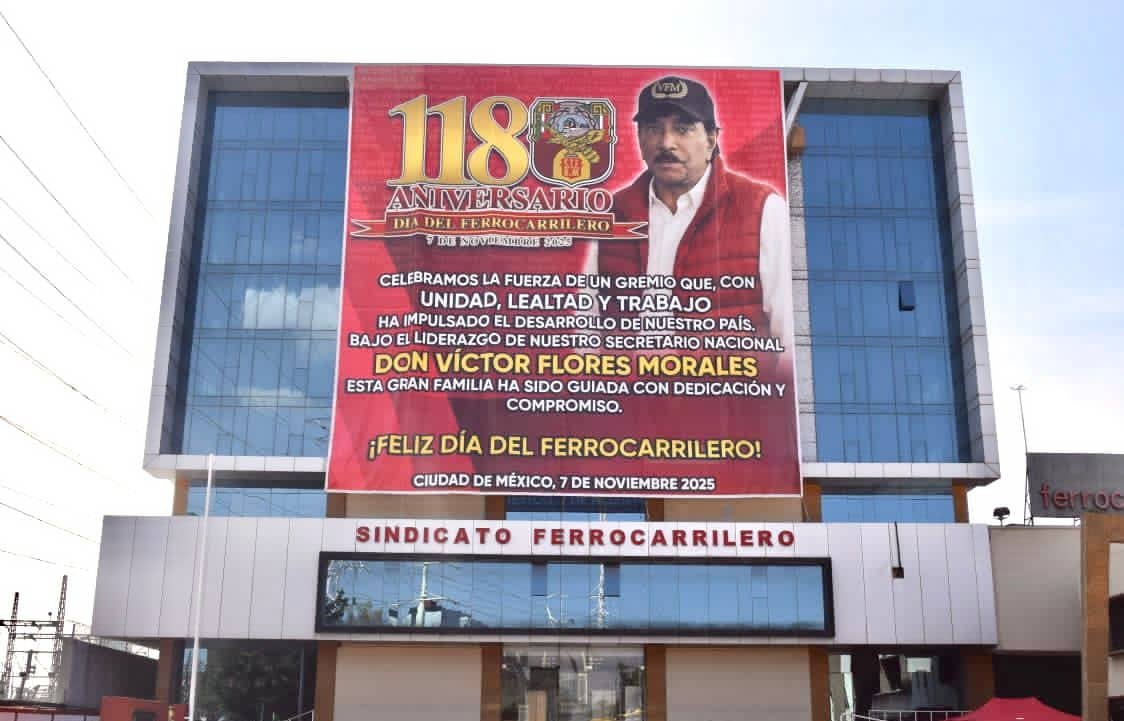 VFM
118
ANIVERSARIO
DIA DEL FERROCARRILERO
7 DE NOVIEMBRE 2025
CELEBRAMOS LA FUERZA DE UN GREMIO QUE, CON
UNIDAD, LEALTAD Y TRABAJO
HA IMPULSADO EL DESARROLLO DE NUESTRO PAÍS.
BAJO EL LIDERAZGO DE NUESTRO SECRETARIO NACIONAL
DON VÍCTOR FLORES MORALES
ESTA GRAN FAMILIA HA SIDO GUIADA CON DEDICACIÓN Y
COMPROMISO.
¡FELIZ DÍA DEL FERROCARRILERO!
CIUDAD DE MÉXICO, 7 DE NOVIEMBRE 2025
SINDICATO FERROCARRILERO
ferroc